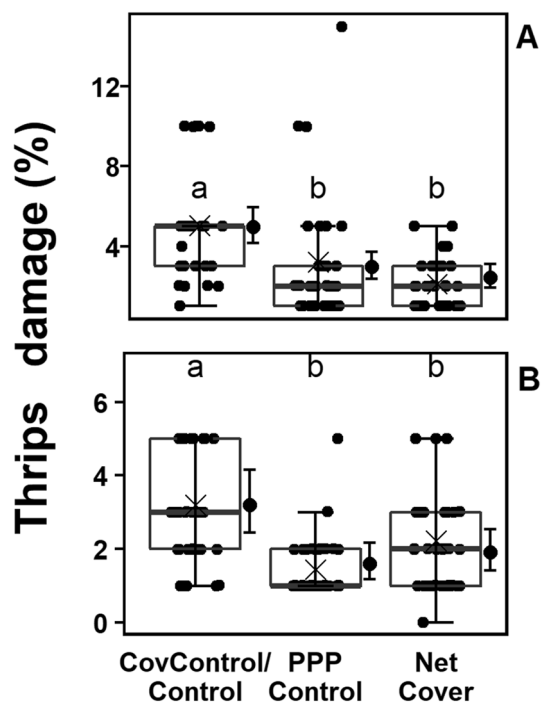 A
Thrips damage (%)
12
8
4
a
b
b
B
6
4
2
0
a
b
b
CovControl/
Control
PPP
Control
Net
Cover